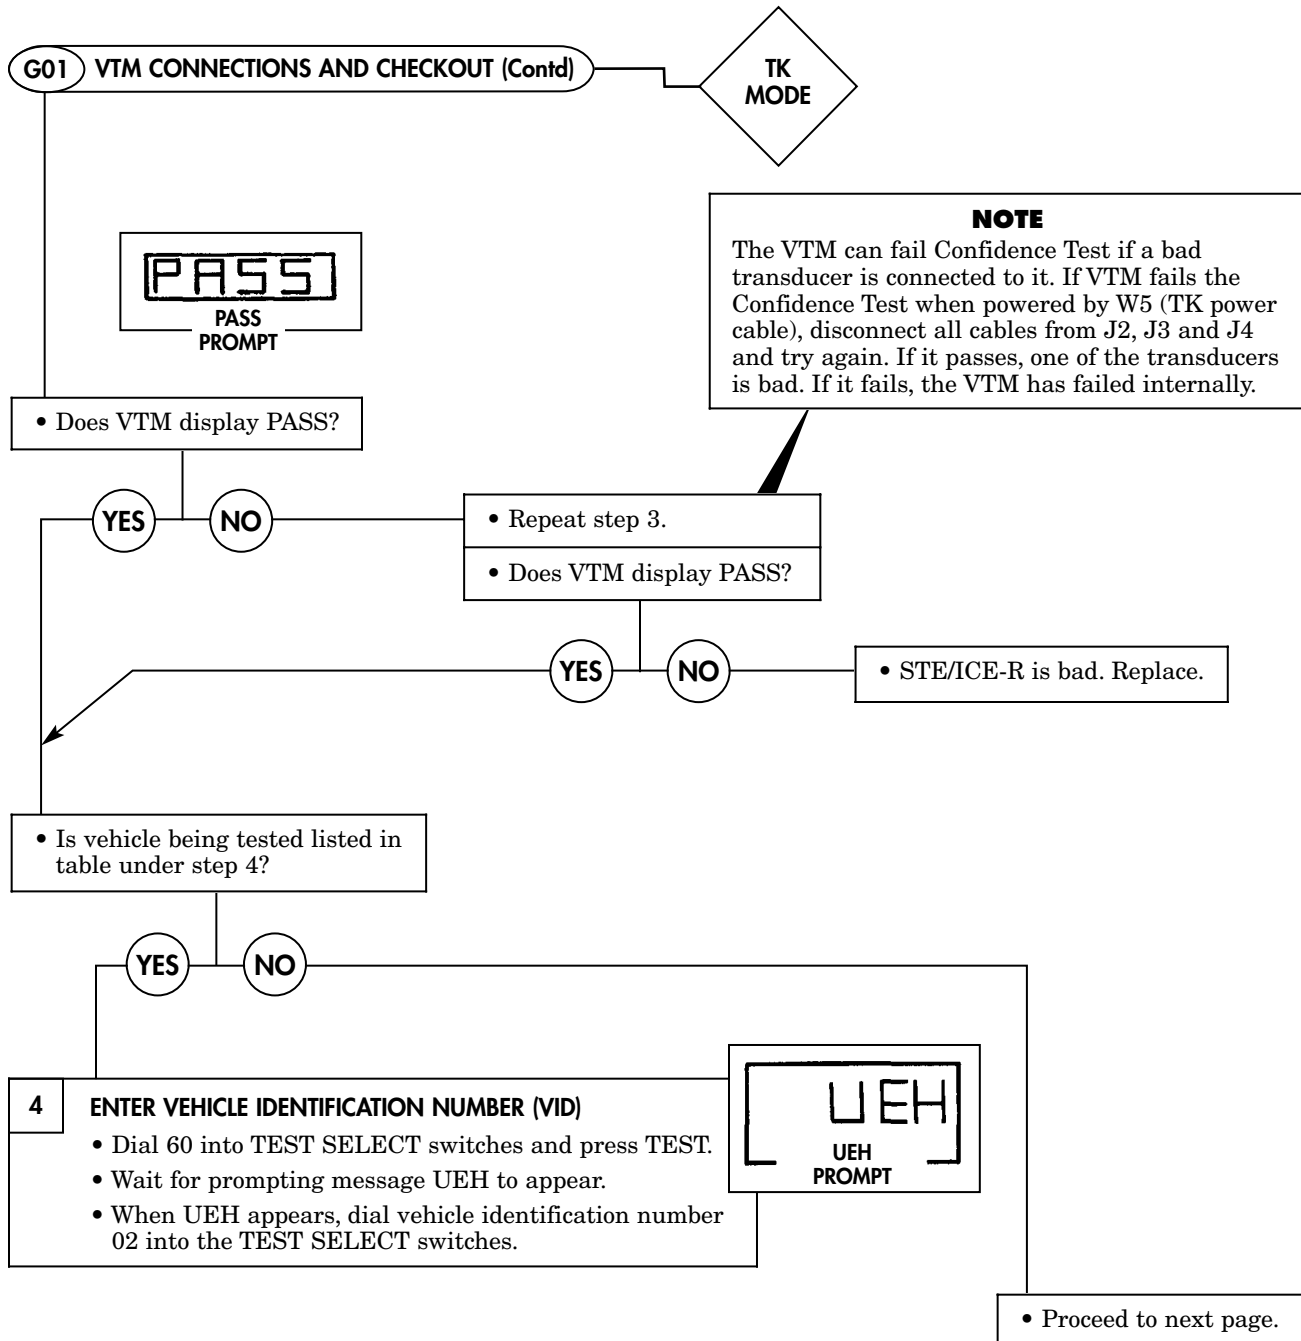 G01 VTM CONNECTIONS AND CHECKOUT (Contd)
TK
MODE
PASS
PASS
PROMPT
NOTE
The VTM can fail Confidence Test if a bad
transducer is connected to it. If VTM fails the
Confidence Test when powered by W5 (TK power
cable), disconnect all cables from J2, J3 and J4
and try again. If it passes, one of the transducers
is bad. If it fails, the VTM has failed internally.
• Does VTM display PASS?
YES
NO
• Repeat step 3.
• Does VTM display PASS?
YES
NO
• STE/ICE-R is bad. Replace.
• Is vehicle being tested listed in
table under step 4?
YES
NO
4 ENTER VEHICLE IDENTIFICATION NUMBER (VID)
• Dial 60 into TEST SELECT switches and press TEST.
• Wait for prompting message UEH to appear.
• When UEH appears, dial vehicle identification number
02 into the TEST SELECT switches.
UEH
UEH
PROMPT
• Proceed to next page.